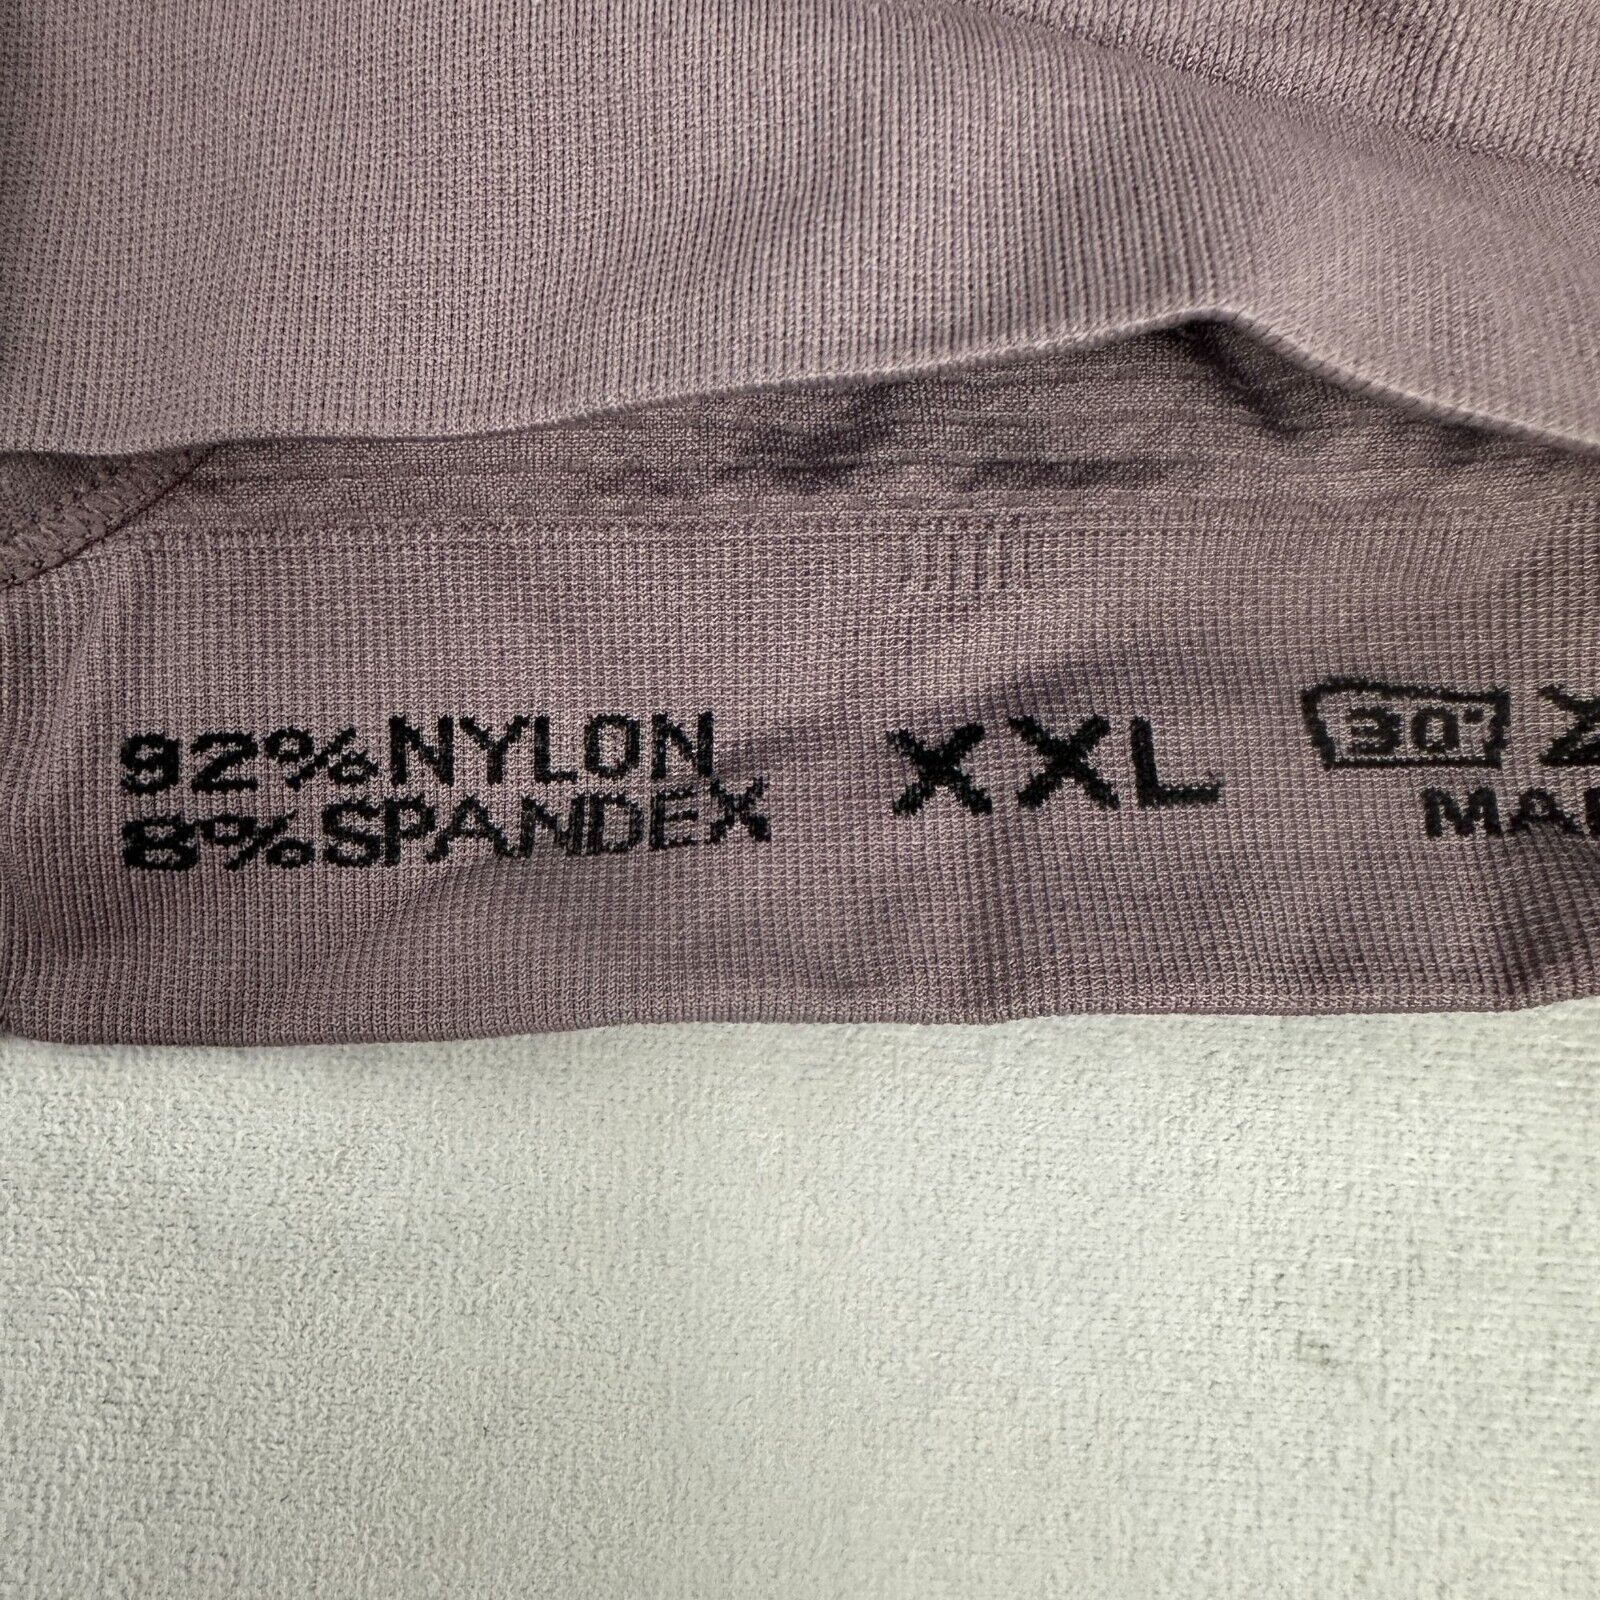 92% NYLON
8% SPANDEX
XXL
30°